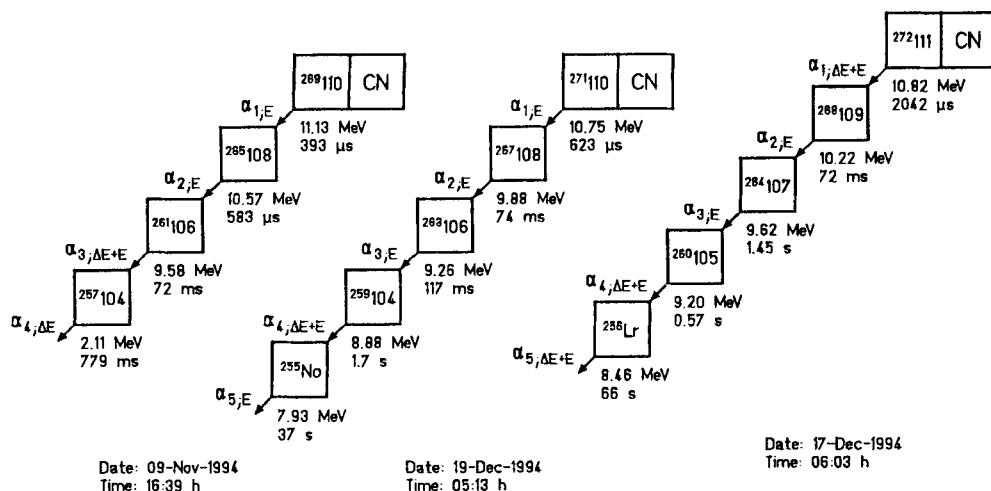 ²⁶⁹110 CN
α₁;E
11.13 MeV
393 μs
²⁶⁵108
α₂;E
10.57 MeV
583 μs
²⁶¹106
α₃;ΔE+E
9.58 MeV
72 ms
²⁵⁷104
α₄;ΔE
2.11 MeV
779 ms
Date: 09-Nov-1994
Time: 16:39 h
²⁷¹110 CN
α₁;E
10.75 MeV
623 μs
²⁶⁷108
α₂;E
9.88 MeV
74 ms
²⁶³106
α₃;E
9.26 MeV
117 ms
²⁵⁹104
α₄;ΔE+E
8.88 MeV
1.7 s
²⁵⁵No
α₅;E
7.93 MeV
37 s
Date: 19-Dec-1994
Time: 05:13 h
²⁷²111 CN
α₁;ΔE+E
10.82 MeV
2042 μs
²⁶⁸109
α₂;E
10.22 MeV
72 ms
²⁶⁴107
α₃;E
9.62 MeV
1.45 s
²⁶⁰105
α₄;ΔE+E
9.20 MeV
0.57 s
²⁵⁶Lr
α₅;ΔE+E
8.46 MeV
66 s
Date: 17-Dec-1994
Time: 06:03 h